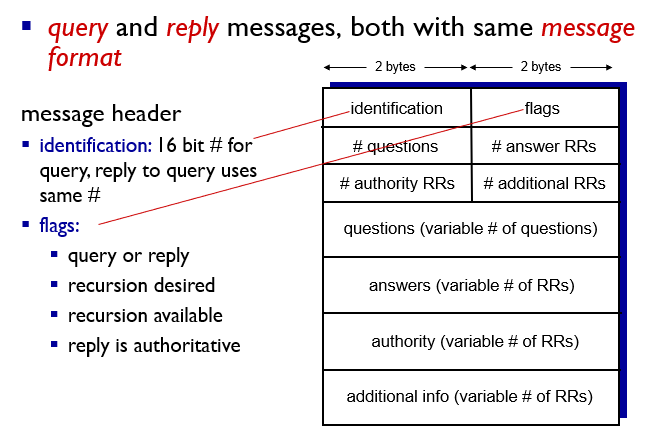 ▪ query and reply messages, both with same message
format
2 bytes 2 bytes
message header
▪ identification: 16 bit # for
query, reply to query uses
same #
▪ flags:
▪ query or reply
▪ recursion desired
▪ recursion available
▪ reply is authoritative
identification flags
# questions # answer RRs
# authority RRs # additional RRs
questions (variable # of questions)
answers (variable # of RRs)
authority (variable # of RRs)
additional info (variable # of RRs)